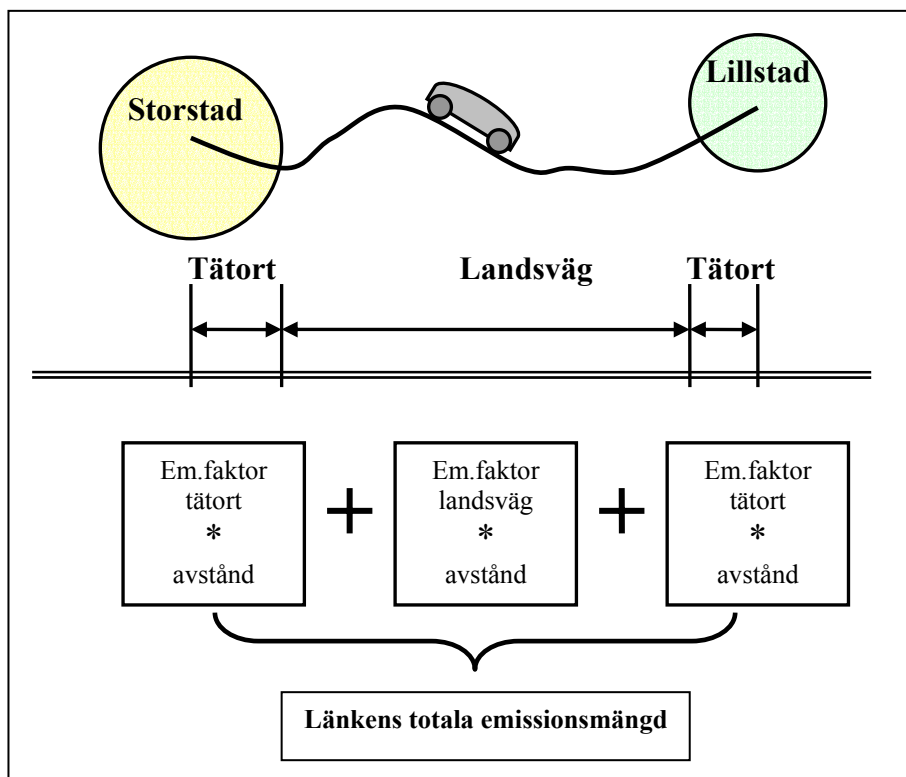 Storstad
Lillstad
Tätort
Landsväg
Tätort
Em.faktor
tätort
*
avstånd
+
Em.faktor
landsväg
*
avstånd
+
Em.faktor
tätort
*
avstånd
Länkens totala emissionsmängd